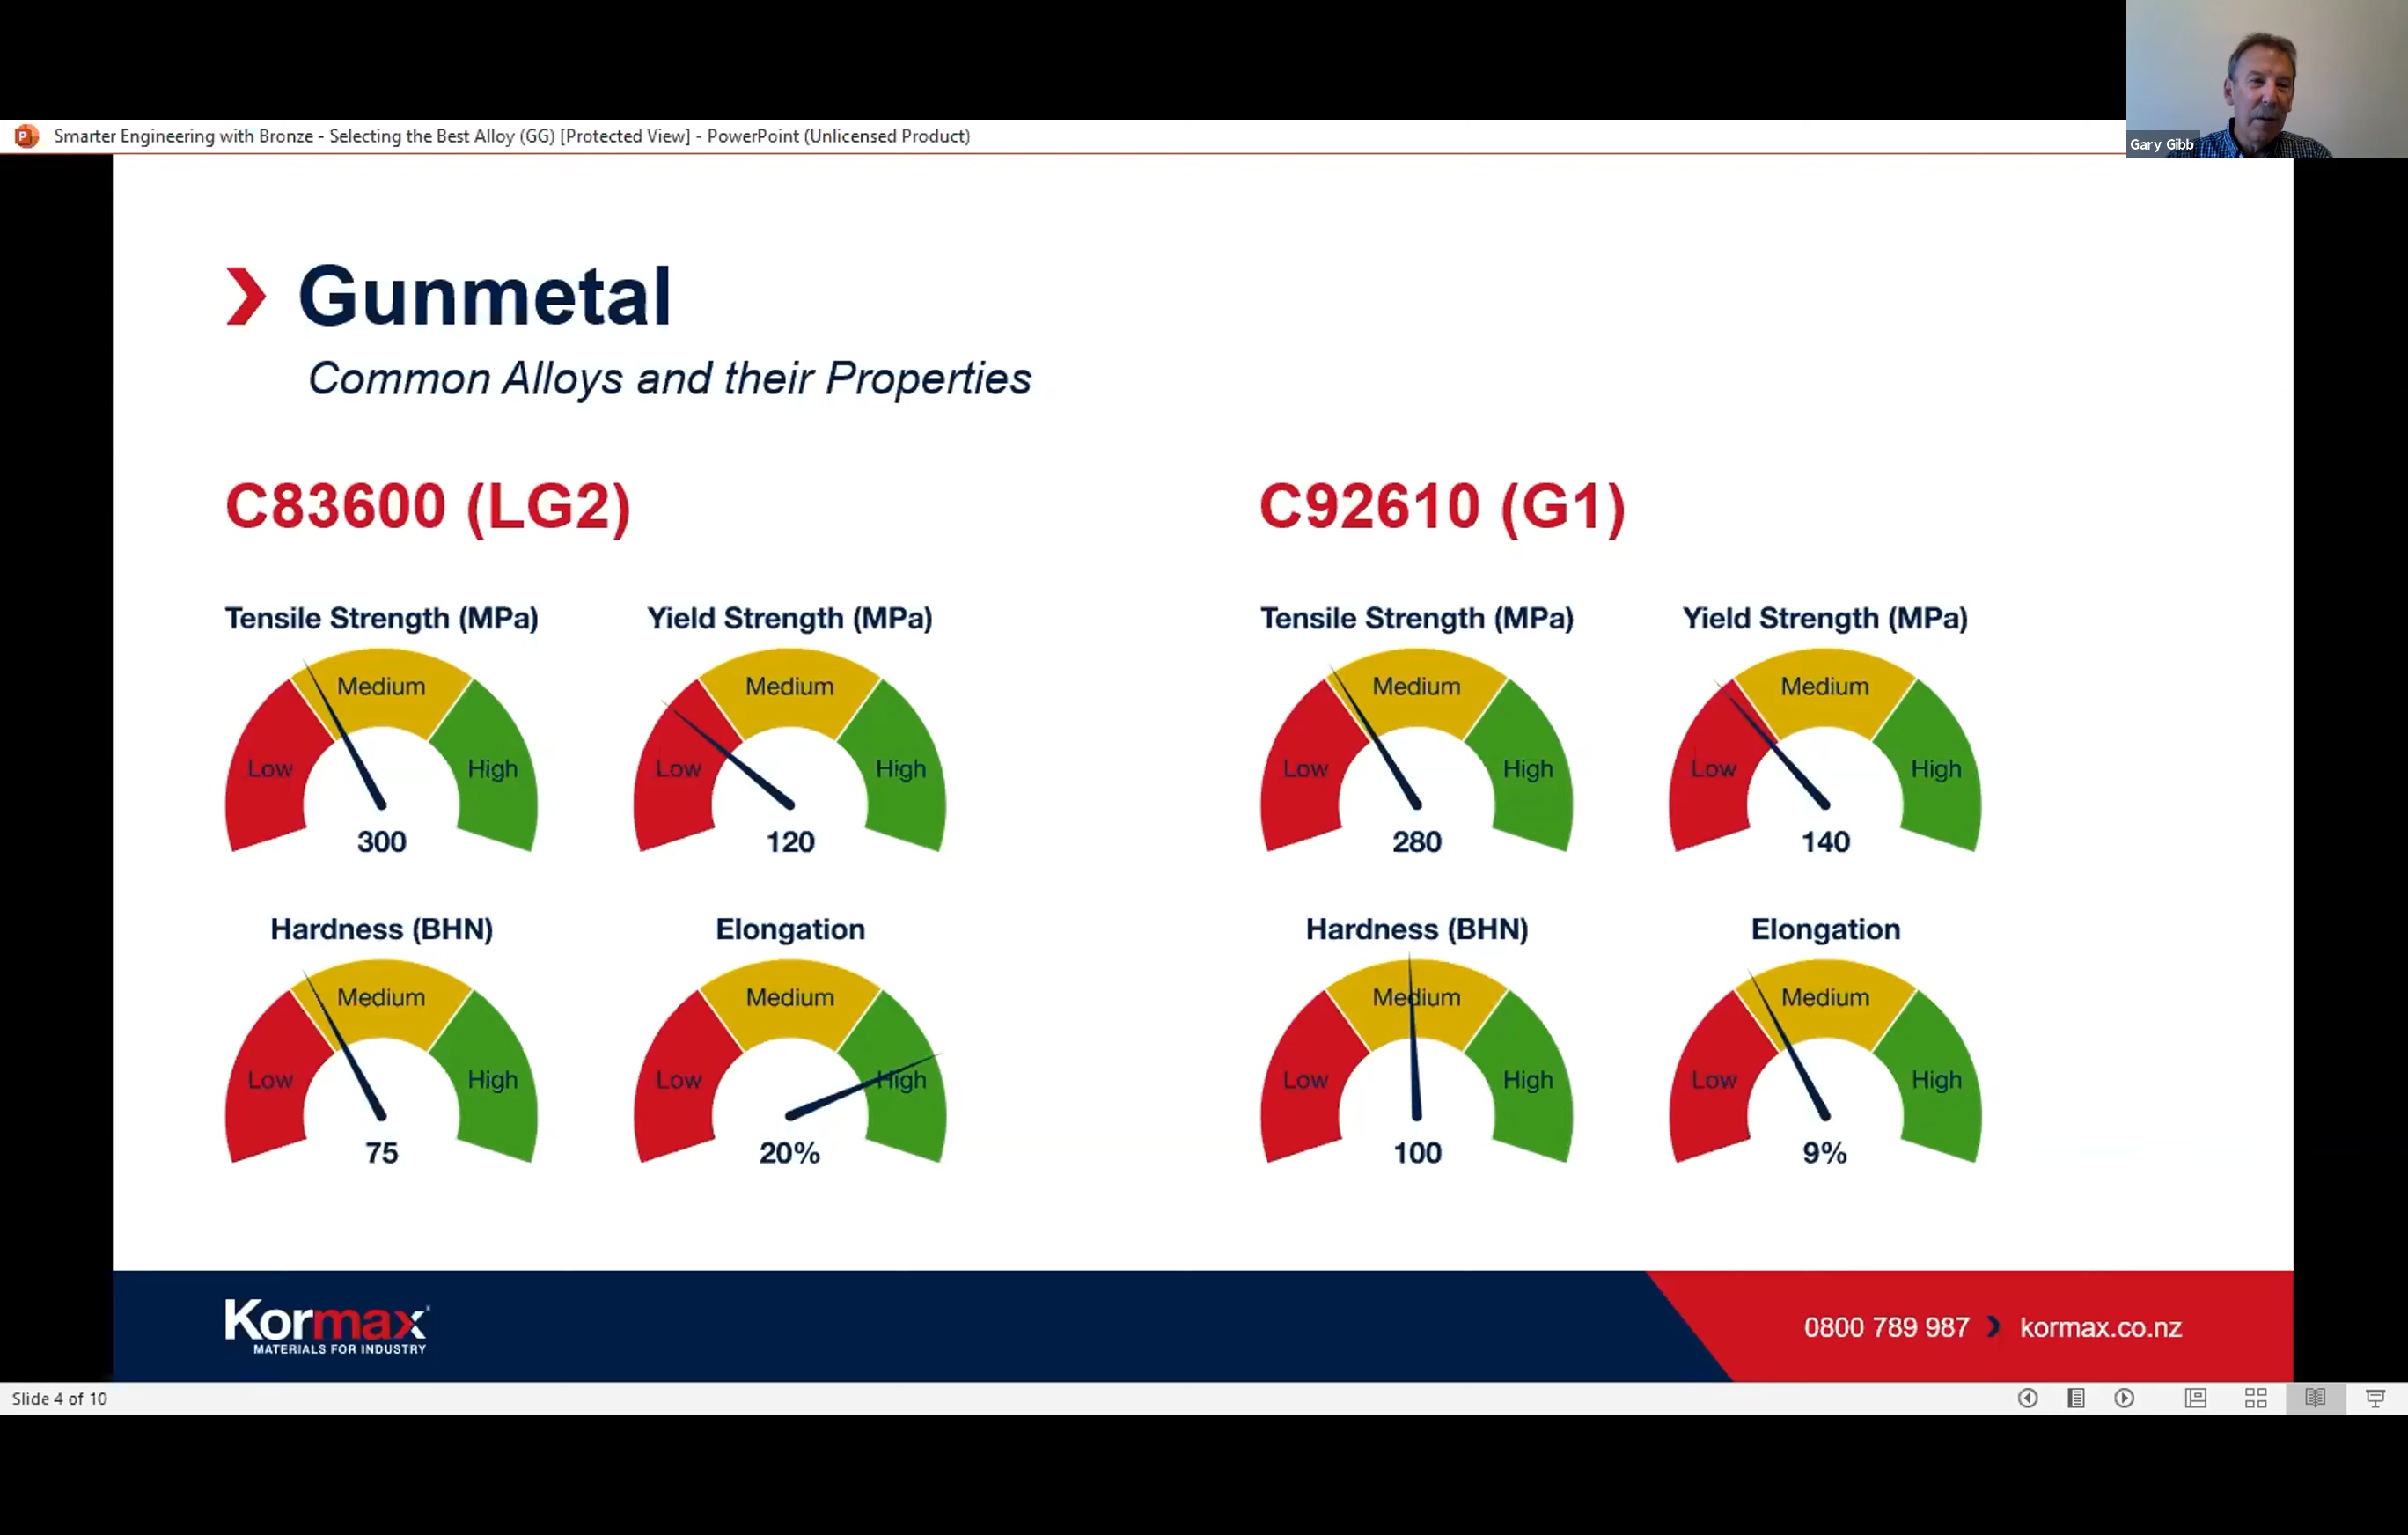 Gary Gibb
Smarter Engineering with Bronze - Selecting the Best Alloy (GG) [Protected View] - PowerPoint (Unlicensed Product)
Gunmetal
Common Alloys and their Properties
C83600 (LG2)
Tensile Strength (MPa)
Low
Medium
High
300
Yield Strength (MPa)
Low
Medium
High
120
Hardness (BHN)
Low
Medium
High
75
Elongation
Low
Medium
High
20%
C92610 (G1)
Tensile Strength (MPa)
Low
Medium
High
280
Yield Strength (MPa)
Low
Medium
High
140
Hardness (BHN)
Low
Medium
High
100
Elongation
Low
Medium
High
9%
Kormax
MATERIALS FOR INDUSTRY
0800 789 987 kormax.co.nz
Slide 4 of 10